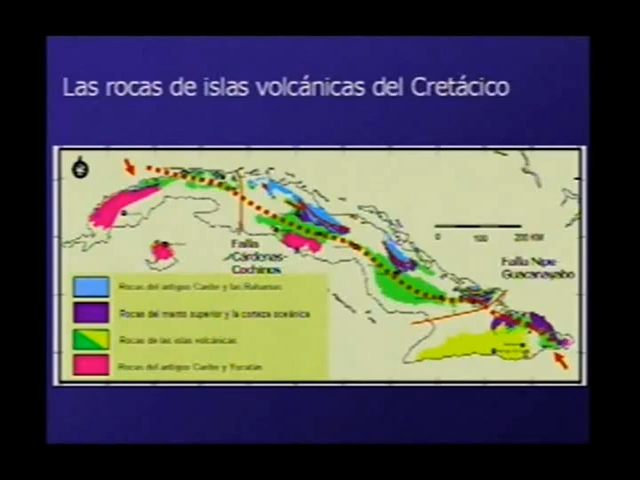 Las rocas de islas volcánicas del Cretácico
0 100 200 KM
Falla
Cárdenas-
Cochinos
Falla Nipe
Guacanayabo
Rocas del antiguo Caribe y las Bahamas
Rocas del manto superior y la corteza oceánica
Rocas de las islas volcánicas
Rocas del antiguo Caribe y Yucatán